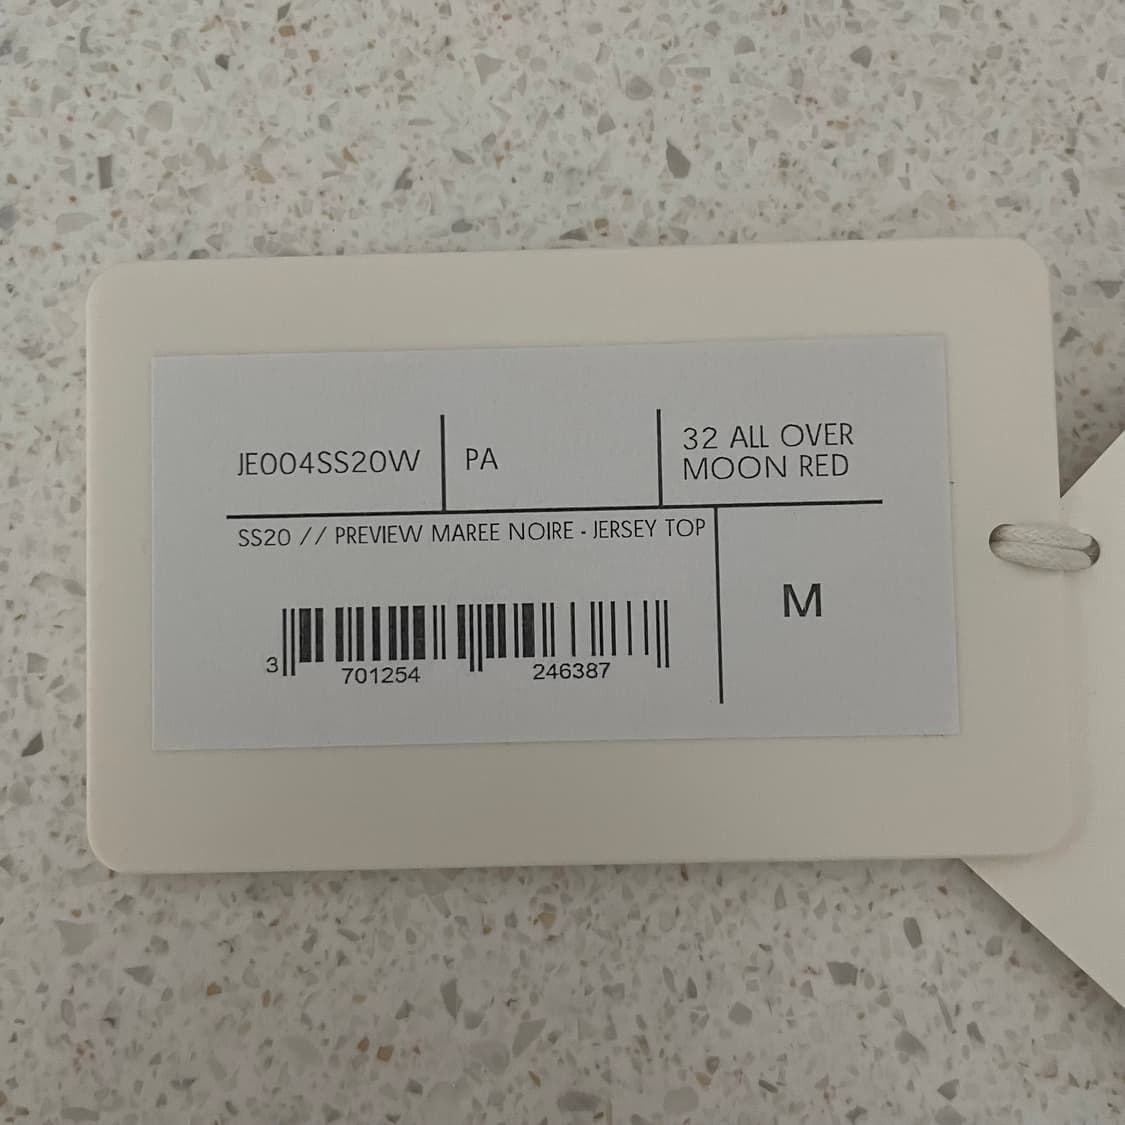 JE004SS20W
PA
32 ALL OVER
MOON RED
SS20 // PREVIEW MAREE NOIRE - JERSEY TOP
M
3 701254 246387